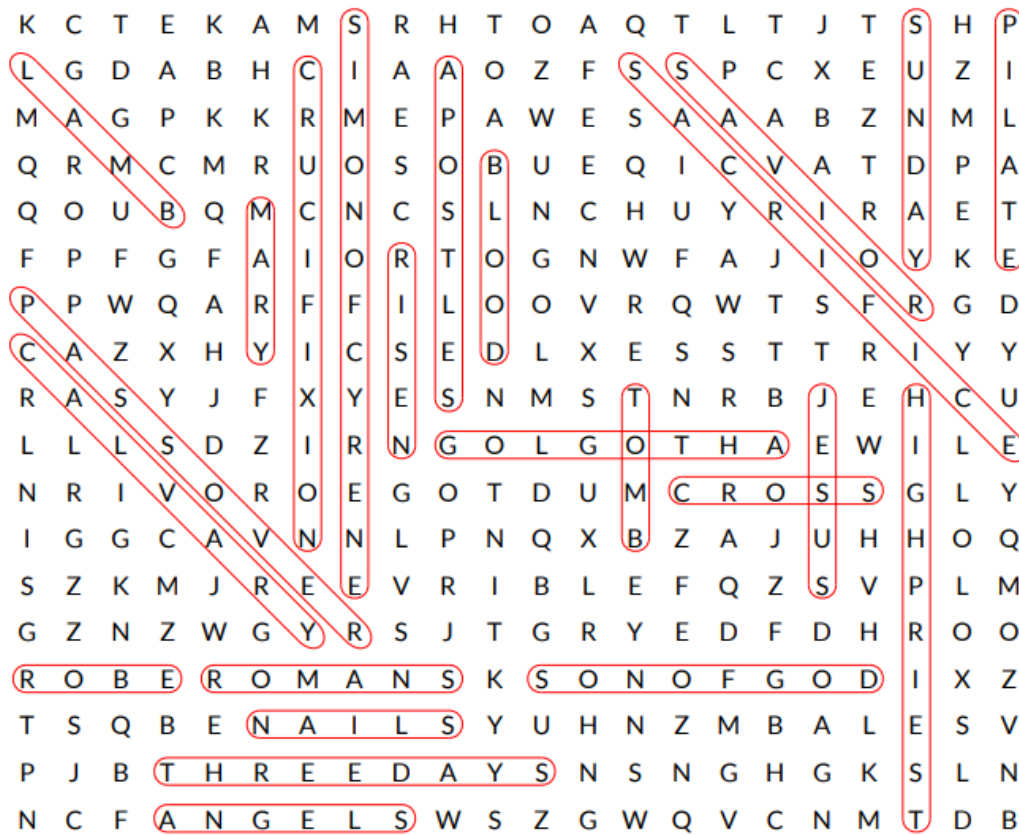 K C T E K A M S R H T O A Q T L T J T S H P
L G D A B H C I A A O Z F S S P C X E U Z I
M A G P K K R M E P A W E S A A A B Z N M L
Q R M C M R U O S O B U E Q I C V A T D P A
Q O U B Q M C N C S L N C H U Y R I R A E T
F P F G F A I O R T O G N W F A J I O Y K E
P P W Q A R F F I L O O V R Q W T S F R G D
C A Z X H Y I C S E D L X E S S T T R I Y Y
R A S Y J F X Y E S N M S T N R B J E H C U
L L L S D Z I R N G O L G O T H A E W I L E
N R I V O R O E G O T D U M C R O S S G L Y
I G G C A V N N L P N Q X B Z A J U H H O Q
S Z K M J R E E V R I B L E F Q Z S V P L M
G Z N Z W G Y R S J T G R Y E D F D H R O O
R O B E R O M A N S K S O N O F G O D I X Z
T S Q B E N A I L S Y U H N Z M B A L E S V
P J B T H R E E D A Y S N S N G H G K S L N
N C F A N G E L S W S Z G W Q V C N M T D B